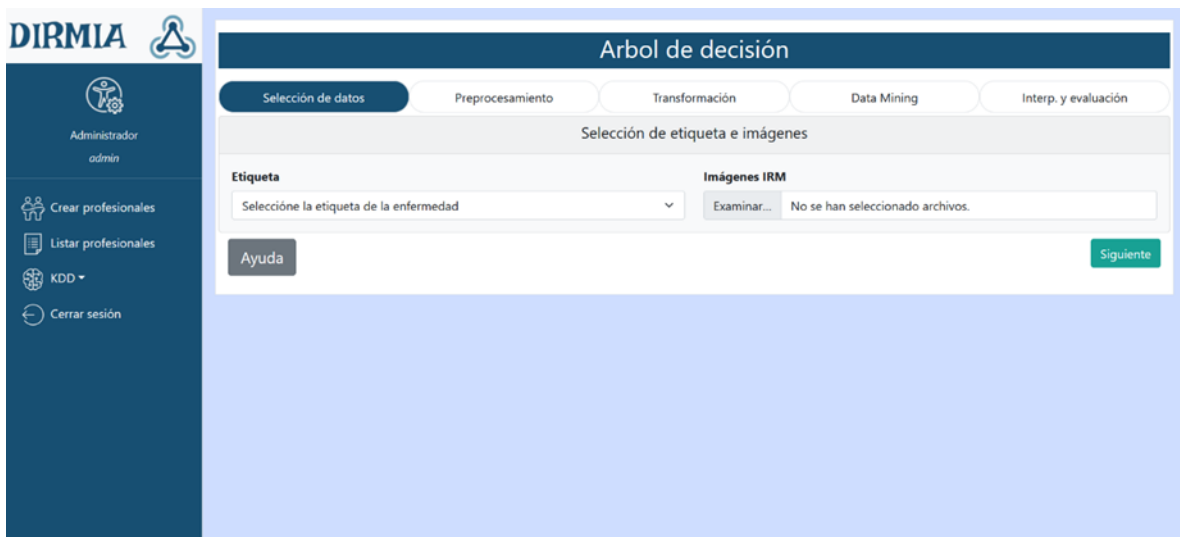 DIRMIA
Administrador
admin
Crear profesionales
Listar profesionales
KDD
Cerrar sesión
Arbol de decisión
Selección de datos
Preprocesamiento
Transformación
Data Mining
Interp. y evaluación
Selección de etiqueta e imágenes
Etiqueta
Seleccióne la etiqueta de la enfermedad
Imágenes IRM
Examinar... No se han seleccionado archivos.
Ayuda
Siguiente